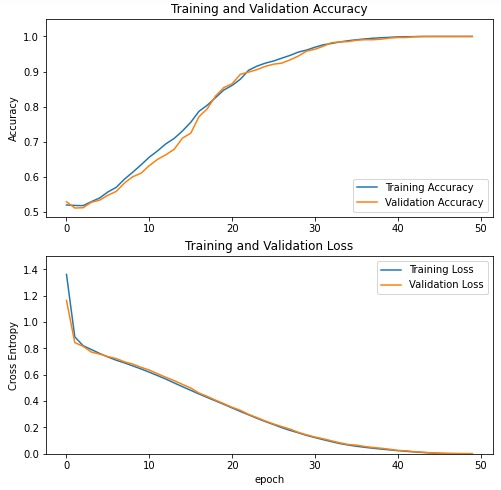 Training and Validation Accuracy
1.0
0.9
0.8
0.7
0.6
0.5
Accuracy
Training Accuracy
Validation Accuracy
0 10 20 30 40 50
Training and Validation Loss
1.4
1.2
1.0
0.8
0.6
0.4
0.2
0.0
Cross Entropy
Training Loss
Validation Loss
0 10 20 30 40 50
epoch